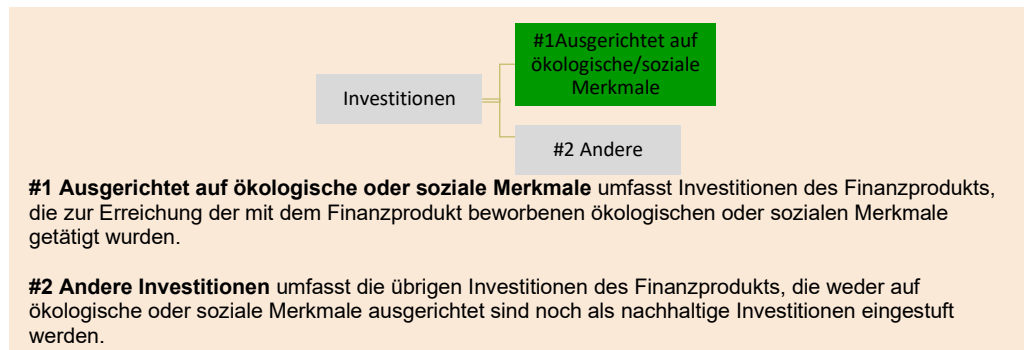 #1Ausgerichtet auf
ökologische/soziale
Merkmale
Investitionen
#2 Andere
#1 Ausgerichtet auf ökologische oder soziale Merkmale umfasst Investitionen des Finanzprodukts,
die zur Erreichung der mit dem Finanzprodukt beworbenen ökologischen oder sozialen Merkmale
getätigt wurden.
#2 Andere Investitionen umfasst die übrigen Investitionen des Finanzprodukts, die weder auf
ökologische oder soziale Merkmale ausgerichtet sind noch als nachhaltige Investitionen eingestuft
werden.